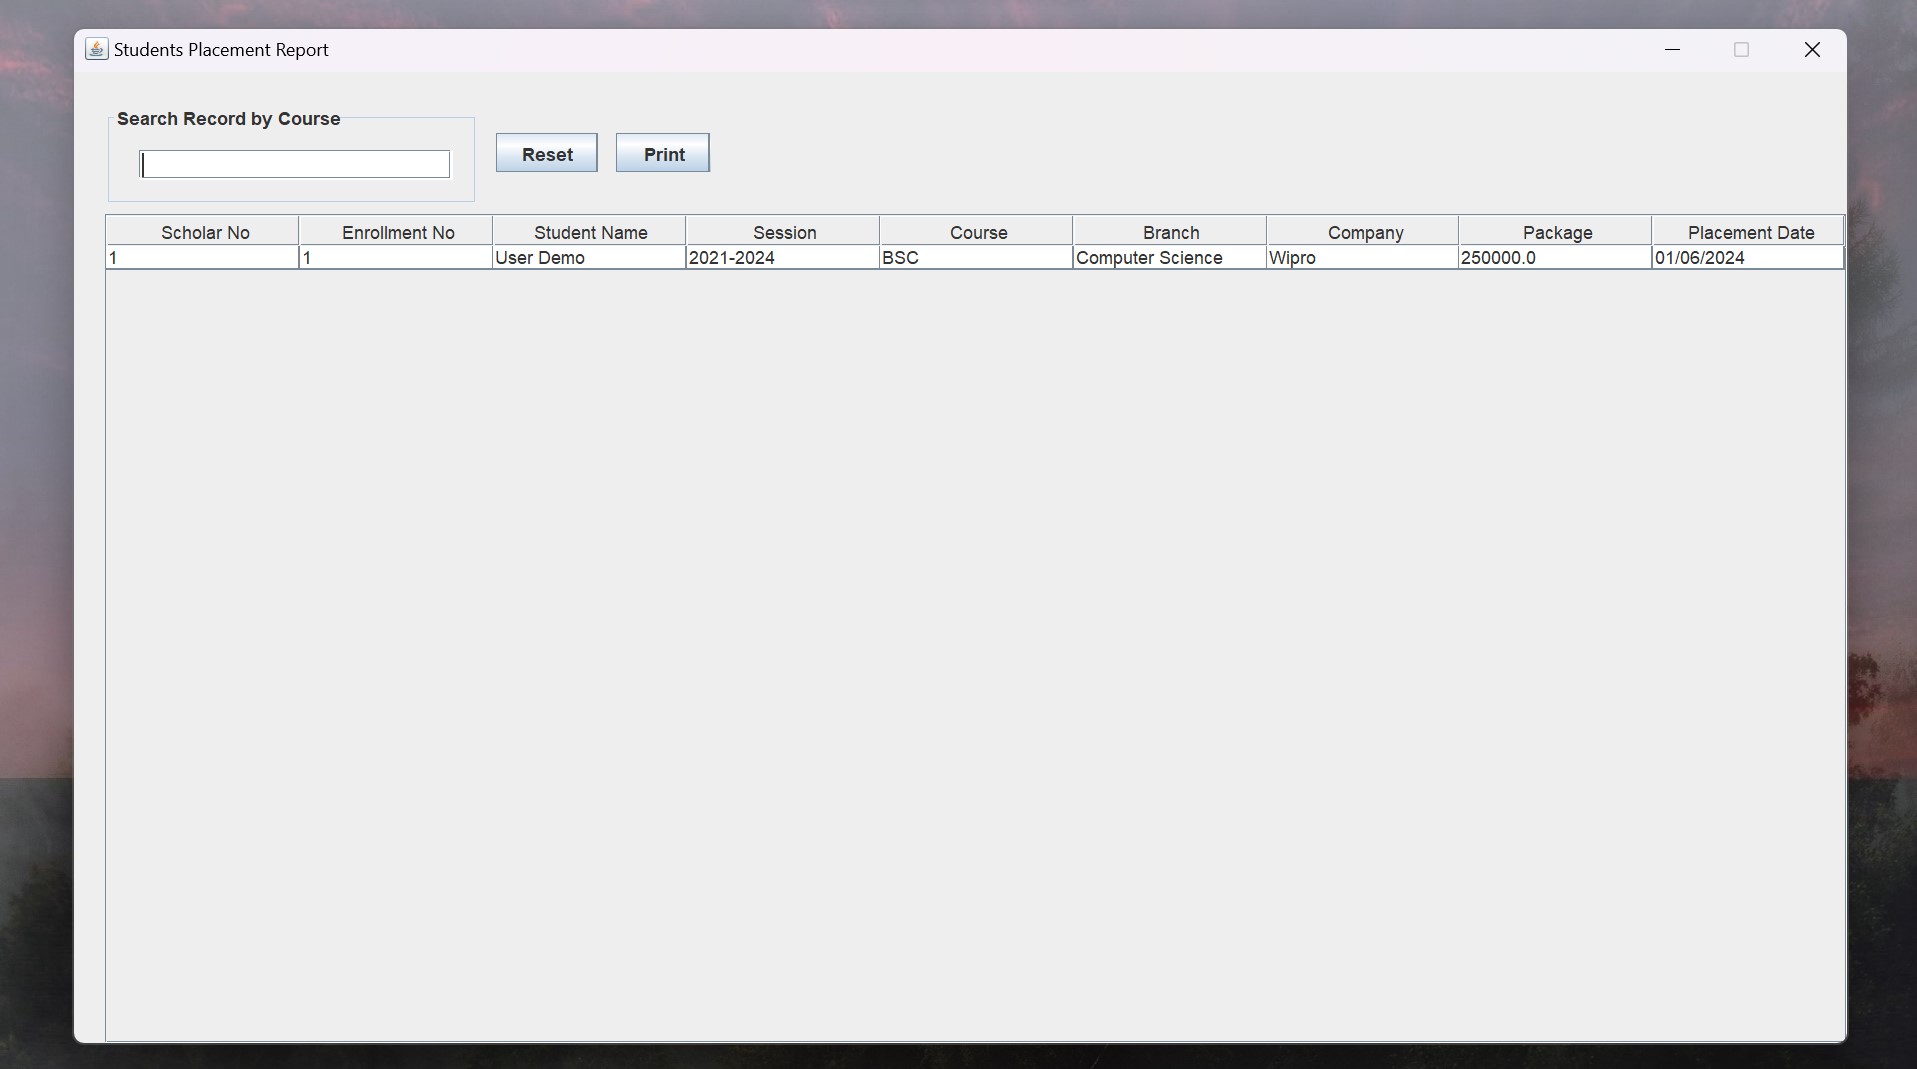 Students Placement Report
Search Record by Course
Reset Print
Scholar No Enrollment No Student Name Session Course Branch Company Package Placement Date
1 1 User Demo 2021-2024 BSC Computer Science Wipro 250000.0 01/06/2024